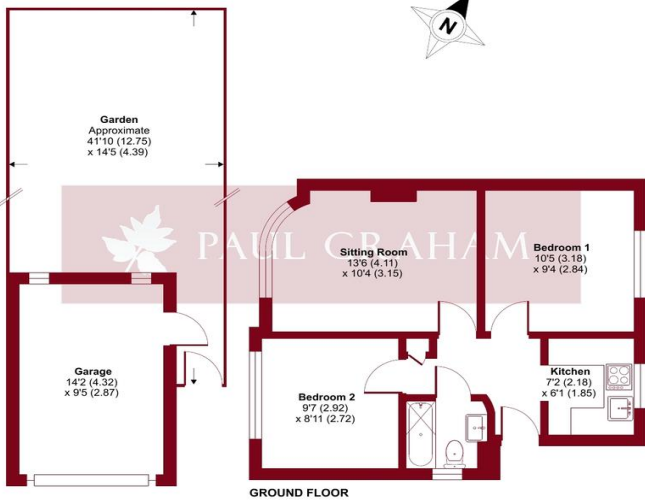 N
Garden
Approximate
41'10 (12.75)
x 14'5 (4.39)
PAUL GRAHAM
Sitting Room
13'6 (4.11)
x 10'4 (3.15)
Bedroom 1
10'5 (3.18)
x 9'4 (2.84)
Garage
14'2 (4.32)
x 9'5 (2.87)
Bedroom 2
9'7 (2.92)
x 8'11 (2.72)
Kitchen
7'2 (2.18)
x 6'1 (1.85)
GROUND FLOOR